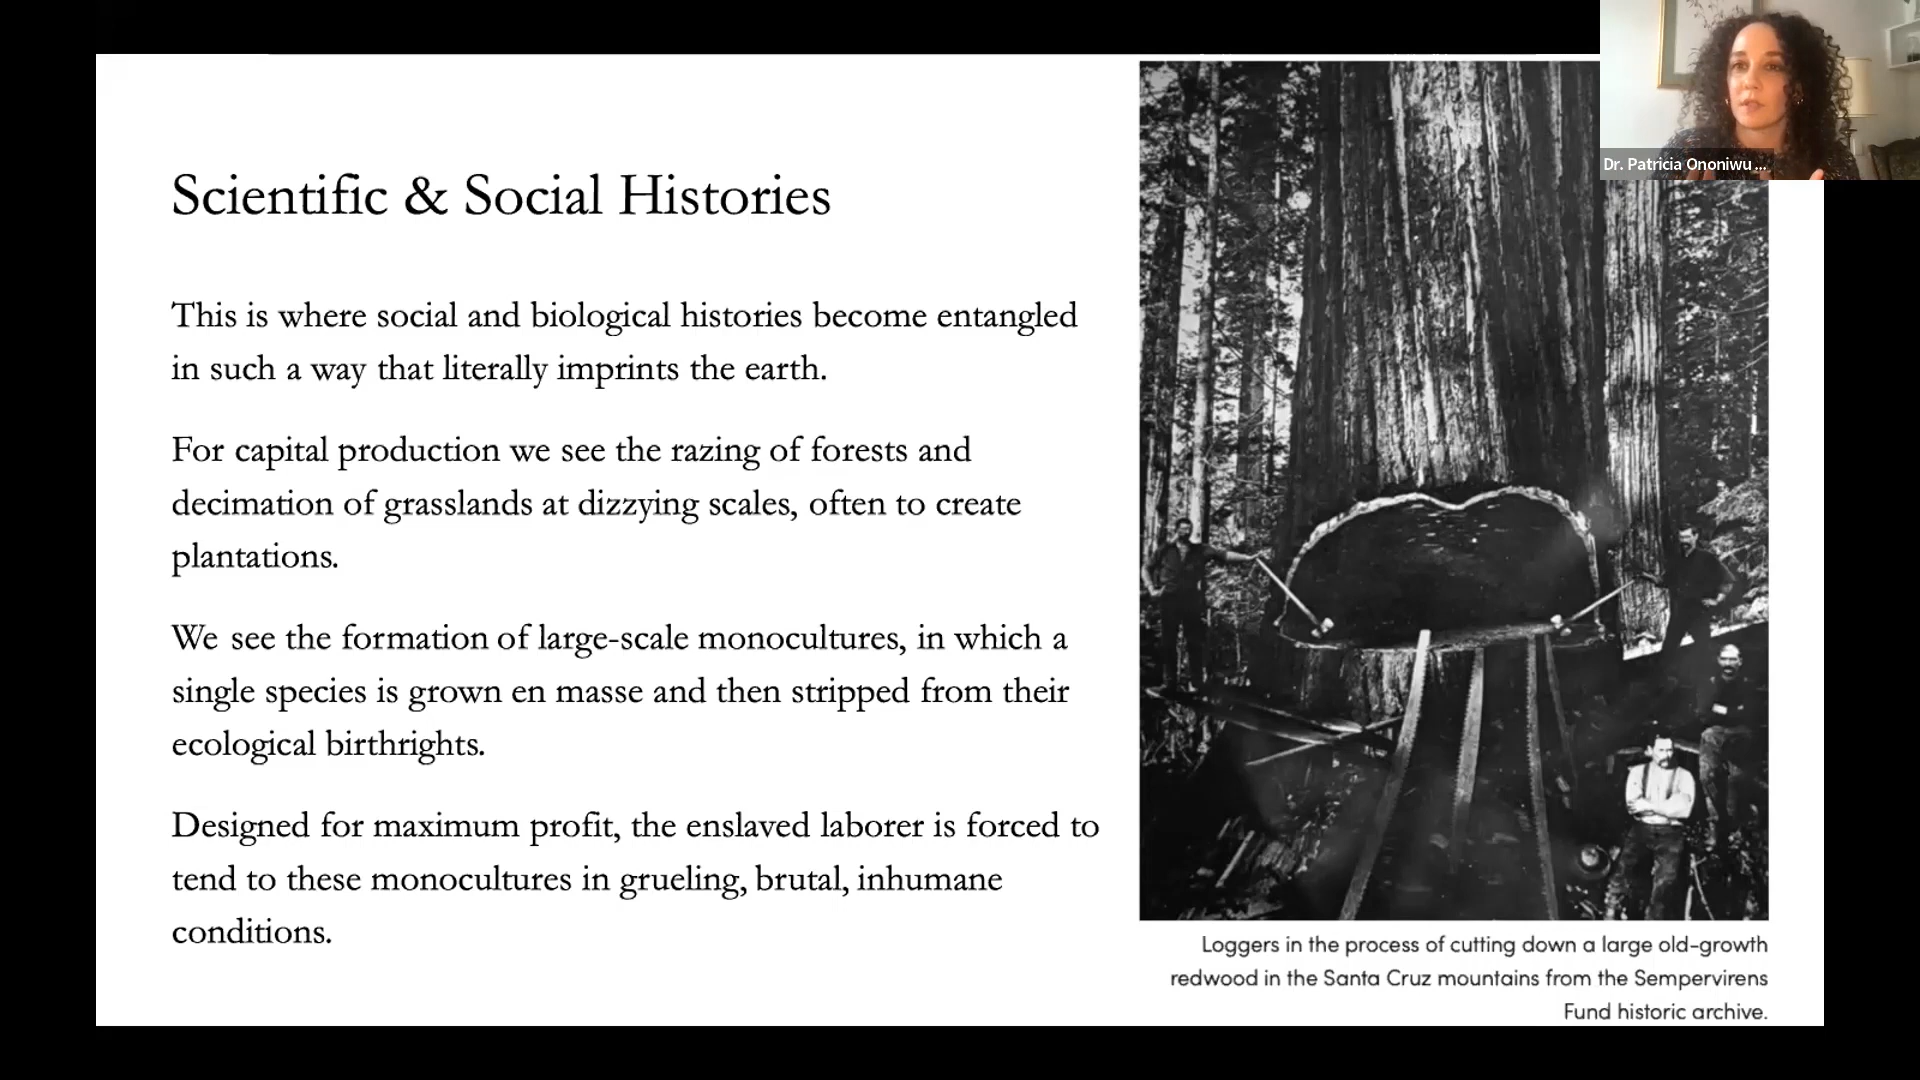 Scientific & Social Histories
This is where social and biological histories become entangled
in such a way that literally imprints the earth.
For capital production we see the razing of forests and
decimation of grasslands at dizzying scales, often to create
plantations.
We see the formation of large-scale monocultures, in which a
single species is grown en masse and then stripped from their
ecological birthrights.
Designed for maximum profit, the enslaved laborer is forced to
tend to these monocultures in grueling, brutal, inhumane
conditions.
Dr. Patricia Ononiwu ...
Loggers in the process of cutting down a large old-growth
redwood in the Santa Cruz mountains from the Sempervirens
Fund historic archive.